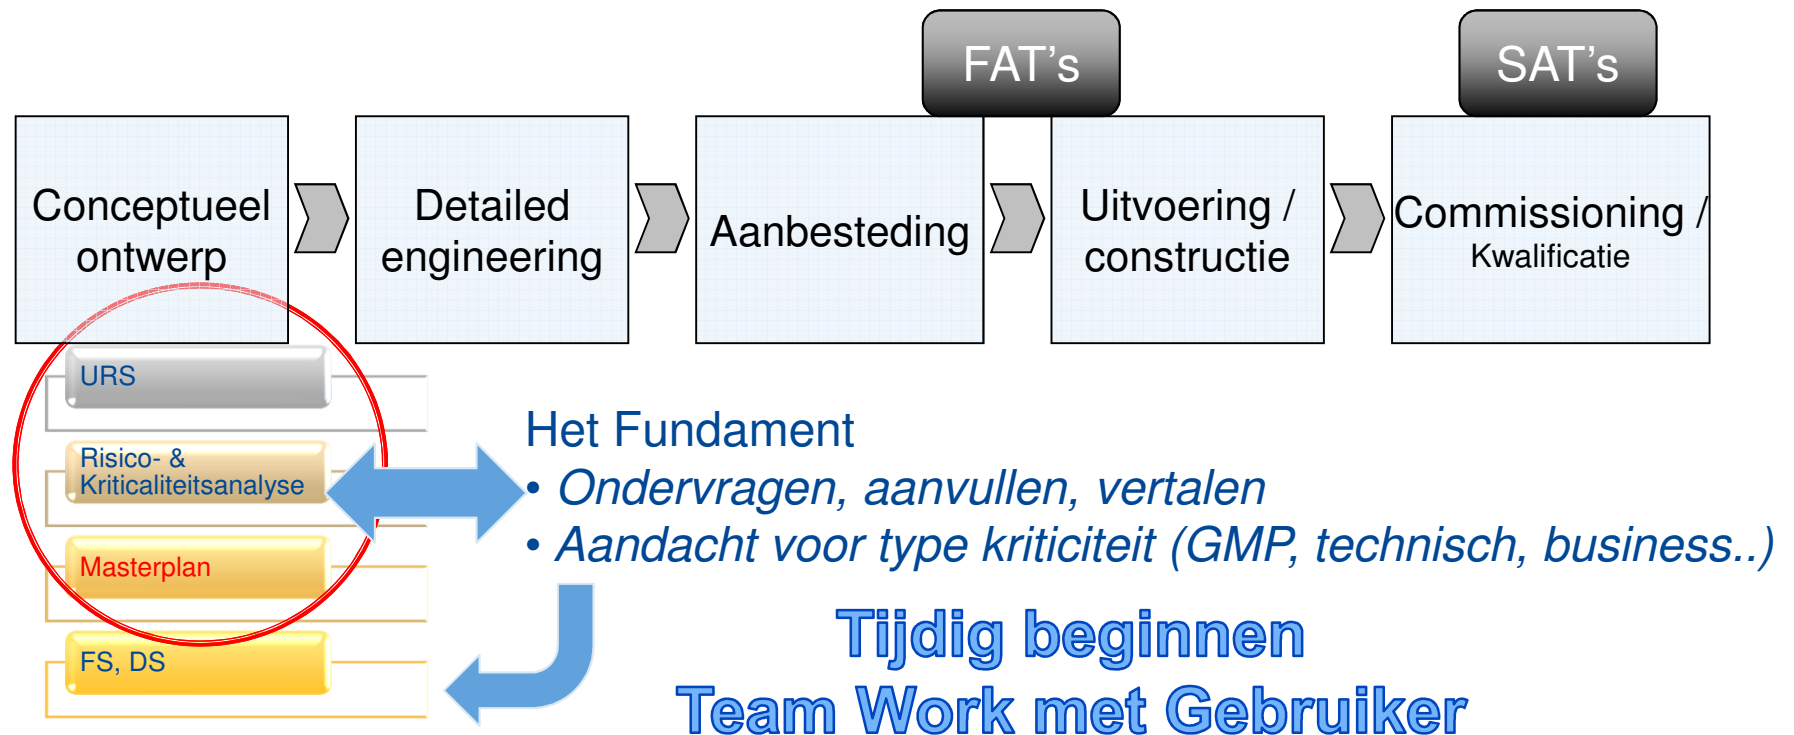 FAT's
SAT's
Conceptueel
ontwerp
Detailed
engineering
Aanbesteding
Uitvoering /
constructie
Commissioning /
Kwalificatie
URS
Risico- &
Kriticaliteitsanalyse
Masterplan
FS, DS
Het Fundament
• Ondervragen, aanvullen, vertalen
• Aandacht voor type kriticiteit (GMP, technisch, business..)
Tijdig beginnen
Team Work met Gebruiker